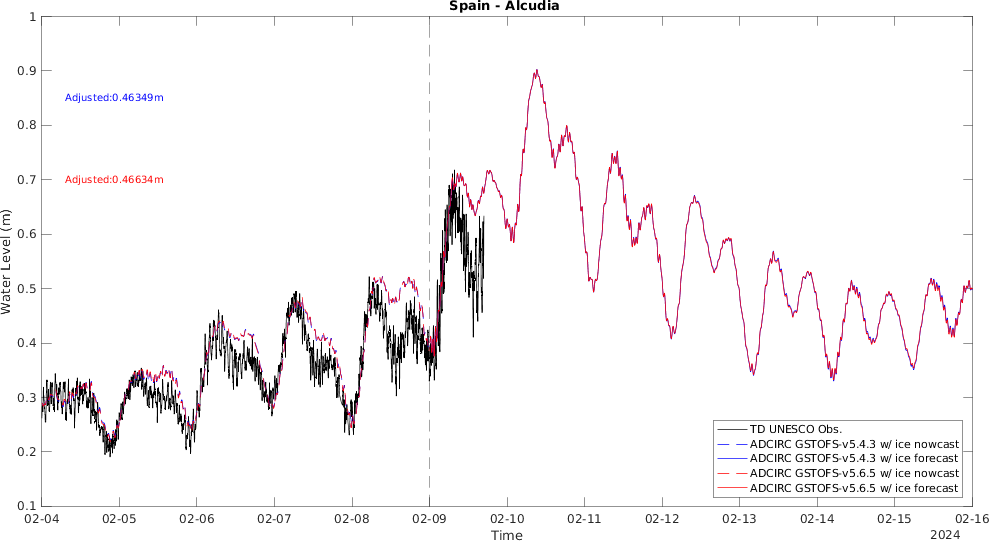 Spain - Alcudia
1
0.9
Adjusted:0.46349m
0.8
0.7
Adjusted:0.46634m
0.6
Water Level (m)
0.5
0.4
0.3
0.2
0.1
TD UNESCO Obs.
ADCIRC GSTOFS-v5.4.3 w/ ice nowcast
ADCIRC GSTOFS-v5.4.3 w/ ice forecast
ADCIRC GSTOFS-v5.6.5 w/ ice nowcast
ADCIRC GSTOFS-v5.6.5 w/ ice forecast
02-04 02-05 02-06 02-07 02-08 02-09 02-10 02-11 02-12 02-13 02-14 02-15 02-16
Time
2024